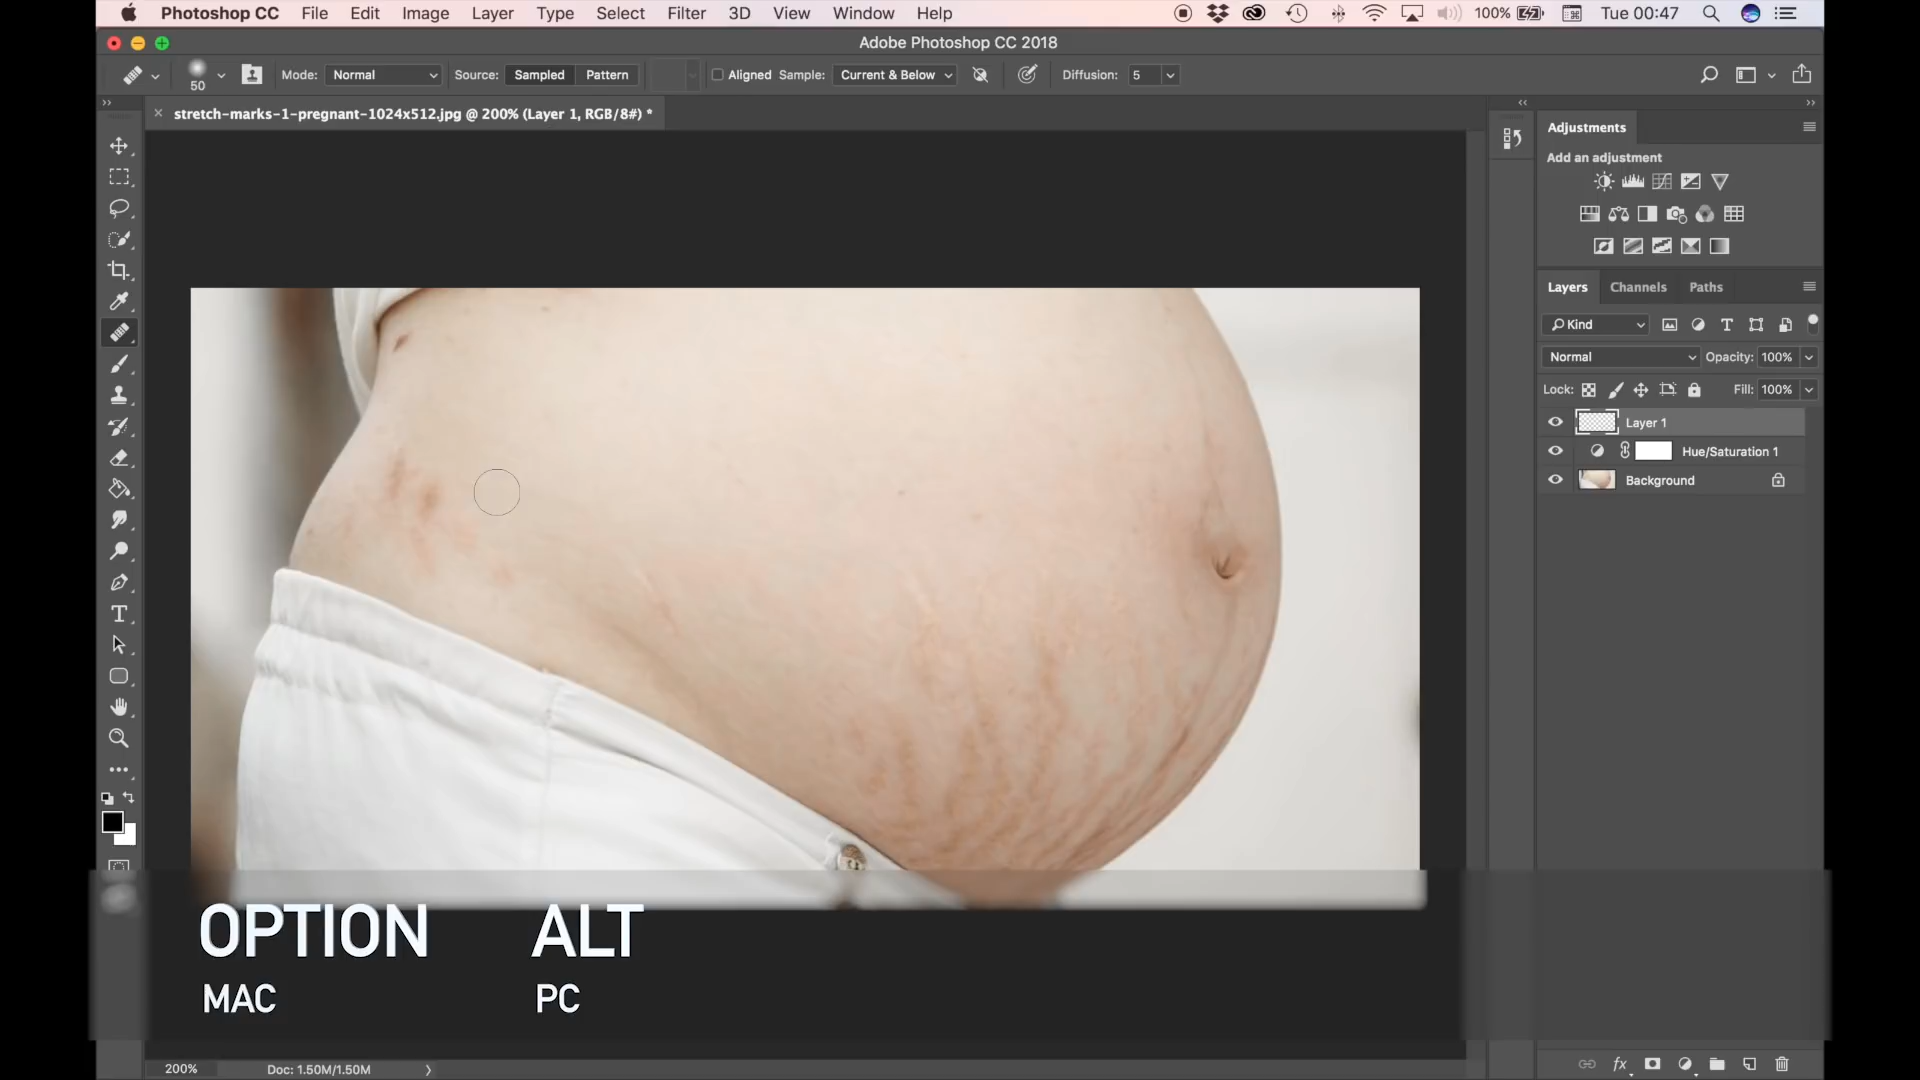 Photoshop CC File Edit Image Layer Type Select Filter 3D View Window Help 100% Tue 00:47
Adobe Photoshop CC 2018
50 Mode: Normal Source: Sampled Pattern Aligned Sample: Current & Below Diffusion: 5
stretch-marks-1-pregnant-1024x512.jpg @ 200% (Layer 1, RGB/8#) *
Adjustments
Add an adjustment
Layers Channels Paths
Kind
Normal Opacity: 100%
Lock: Fill: 100%
Layer 1
Hue/Saturation 1
Background
OPTION ALT
MAC PC
200% Doc: 1.50M/1.50M